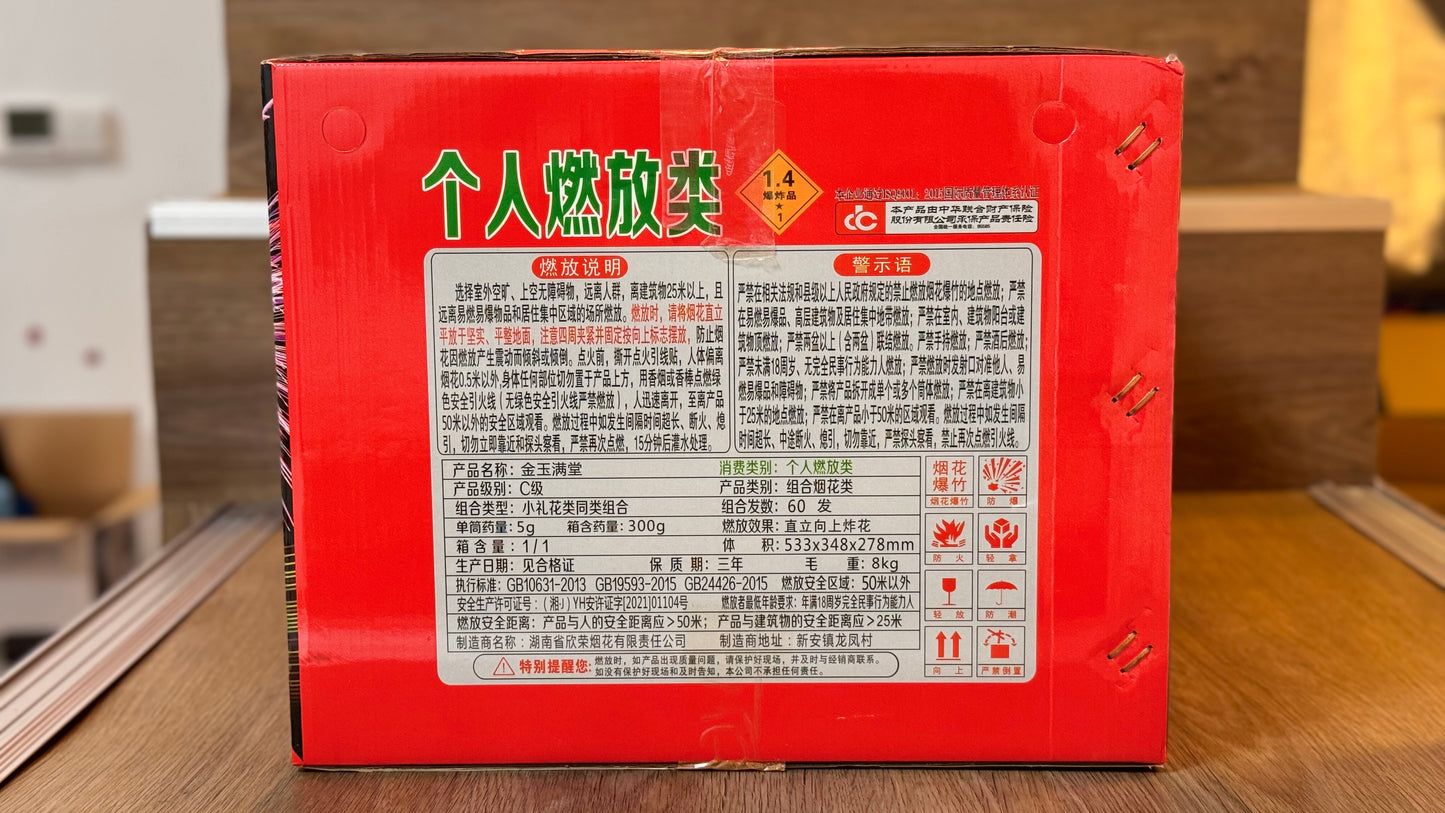 个人燃放类
1.4
爆炸品
★
1
本企业通过ISO9001：2015国际质量管理体系认证
本产品由中华联合财产保险
股份有限公司承保产品责任险
全国统一服务电话：95585
燃放说明
选择室外空旷、上空无障碍物，远离人群，离建筑物25米以上，且
远离易燃易爆物品和居住集中区域的场所燃放。燃放时，请将烟花直立
平放于坚实、平整地面，注意四周夹紧并固定按向上标志摆放，防止烟
花因燃放产生震动而倾斜或倾倒。点火前，撕开点火引线贴，人体偏离
烟花0.5米以外,身体任何部位切勿置于产品上方，用香烟或香棒点燃绿
色安全引火线（无绿色安全引火线严禁燃放），人迅速离开，至离产品
50米以外的安全区域观看。燃放过程中如发生间隔时间超长、断火、熄
引，切勿立即靠近和探头察看，严禁再次点燃，15分钟后灌水处理。
警示语
严禁在相关法规和县级以上人民政府规定的禁止燃放烟花爆竹的地点燃放；严禁
在易燃易爆品、高层建筑物及居住集中地带燃放；严禁在室内、建筑物阳台或建
筑物顶燃放；严禁两盆以上（含两盆）联结燃放。严禁手持燃放；严禁酒后燃放；
严禁未满18周岁、无完全民事行为能力人燃放；严禁燃放时发射口对准他人、易
燃易爆品和障碍物；严禁将产品拆开成单个或多个筒体燃放；严禁在离建筑物小
于25米的地点燃放；严禁在离产品小于50米的区域观看。燃放过程中如发生间隔
时间超长、中途断火、熄引，切勿靠近，严禁探头察看，禁止再次点燃引火线。
产品名称：金玉满堂 消费类别：个人燃放类
产品级别：C级 产品类别：组合烟花类
组合类型：小礼花类同类组合 组合发数：60 发
单筒药量：5g 箱含药量：300g 燃放效果：直立向上炸花
箱 含 量：1/1 体 积：533x348x278mm
生产日期：见合格证 保 质 期：三年 毛 重：8kg
执行标准：GB10631-2013 GB19593-2015 GB24426-2015 燃放安全区域：50米以外
安全生产许可证号：（湘J）YH安许证字[2021]01104号 燃放者最低年龄要求：年满18周岁完全民事行为能力人
燃放安全距离：产品与人的安全距离应＞50米；产品与建筑物的安全距离应＞25米
制造商名称：湖南省欣荣烟花有限责任公司 制造商地址：新安镇龙凤村
特别提醒您：
燃放时，如产品出现质量问题，请保护好现场，并及时与经销商联系。
如没有保护好现场和及时告知，本公司不承担任何责任。
烟花
爆竹
烟花爆竹 防爆
防火 轻拿
轻放 防潮
向上 严禁倒置